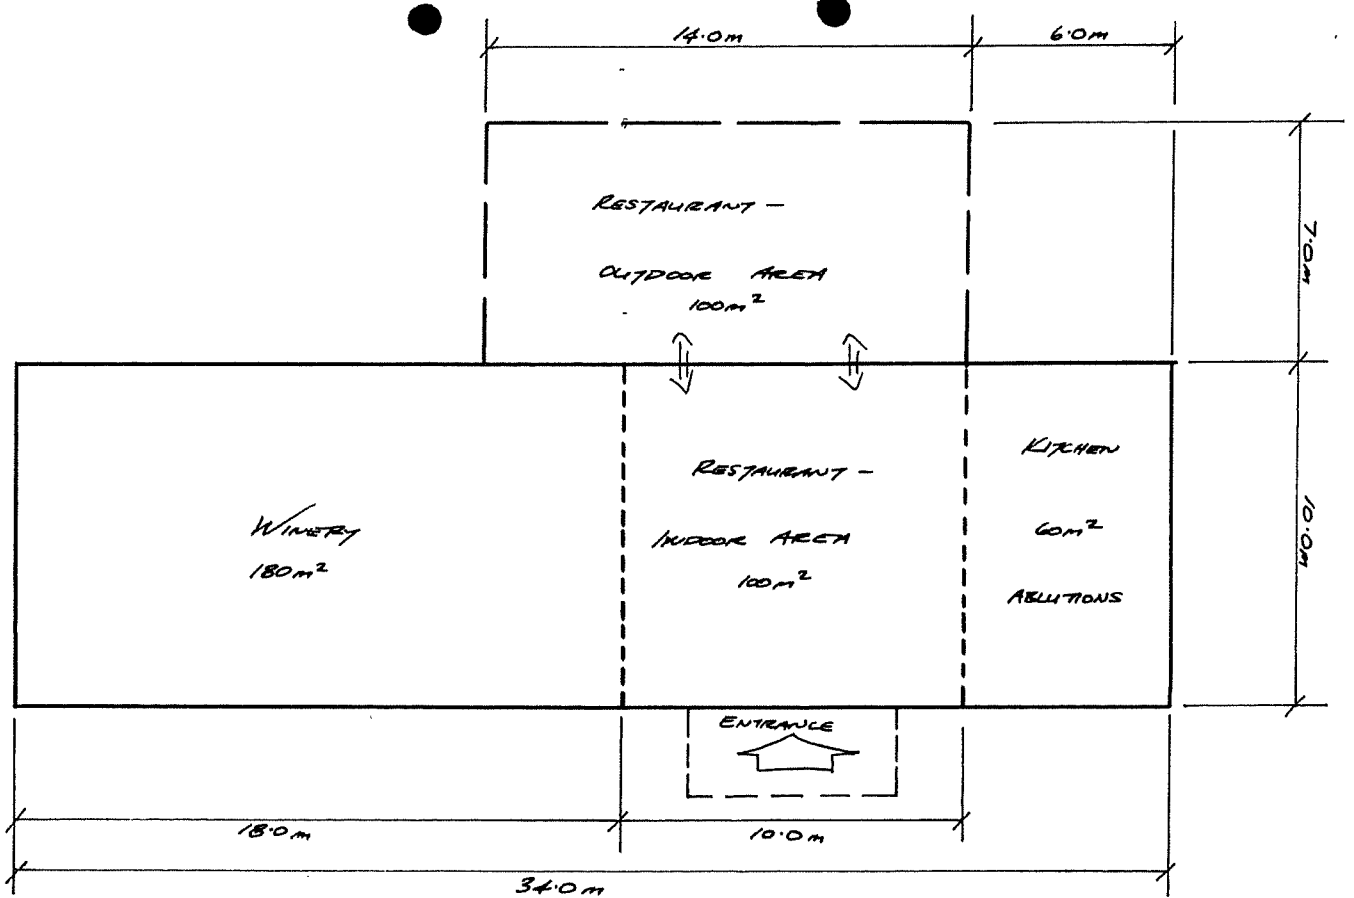 14.0m
6.0m
RESTAURANT —
OUTDOOR AREA
100m²
7.0m
WINERY
180m²
RESTAURANT —
INDOOR AREA
100m²
KITCHEN
60m²
ABLUTIONS
10.0m
ENTRANCE
18.0m
10.0m
34.0m